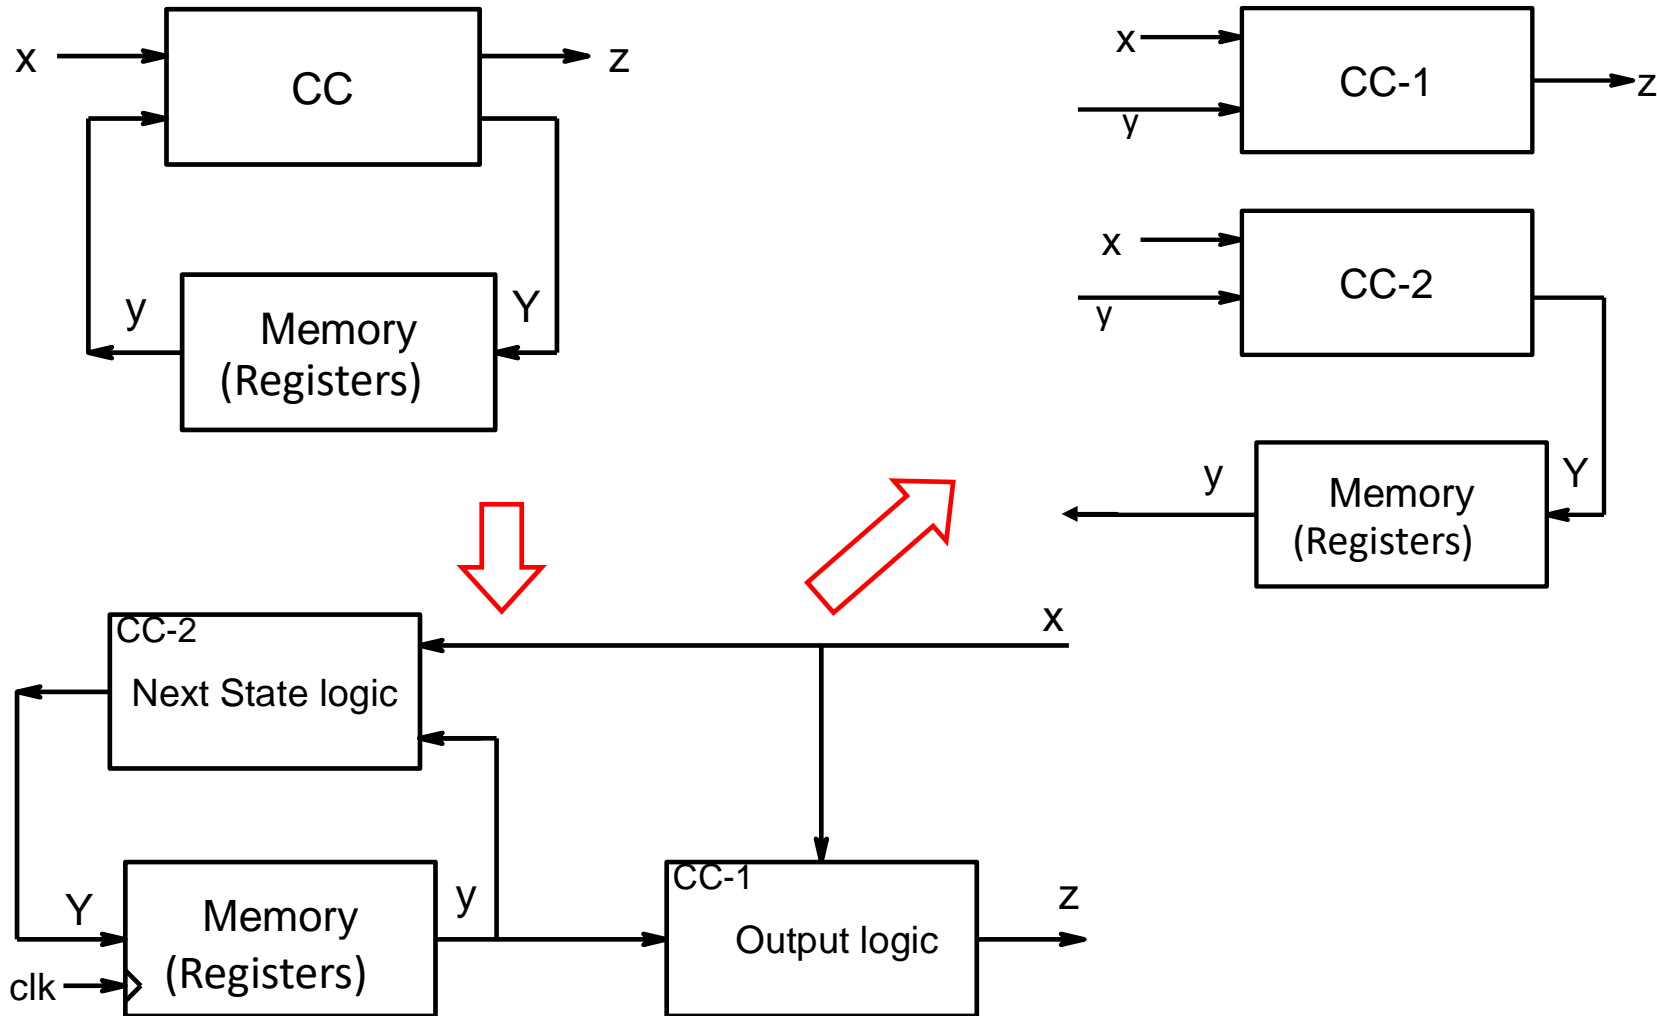 x
CC
z
y
Memory
(Registers)
Y
x
y
CC-1
z
x
y
CC-2
y
Memory
(Registers)
Y
x
CC-2
Next State logic
Y
clk
Memory
(Registers)
y
CC-1
Output logic
z